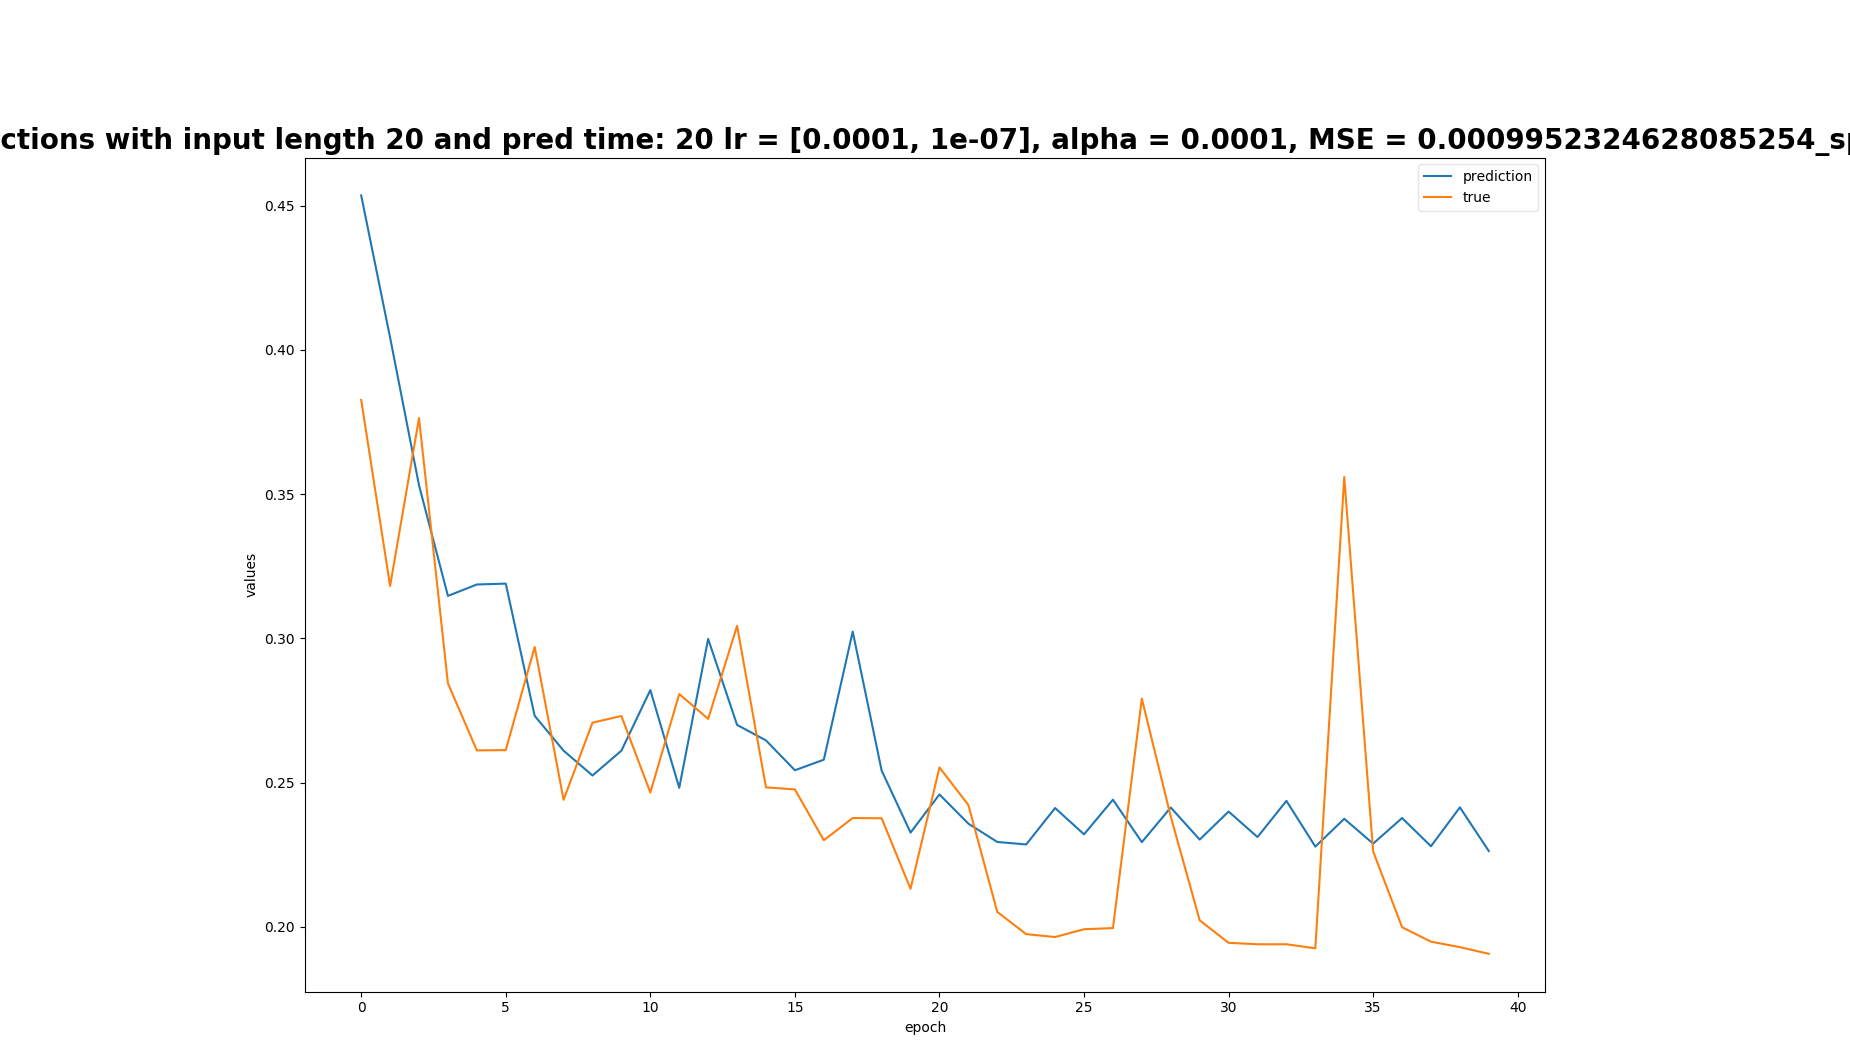 ctions with input length 20 and pred time: 20 lr = [0.0001, 1e-07], alpha = 0.0001, MSE = 0.0009952324628085254_sp
prediction
true
0.45
0.40
0.35
0.30
0.25
0.20
values
0 5 10 15 20 25 30 35 40
epoch